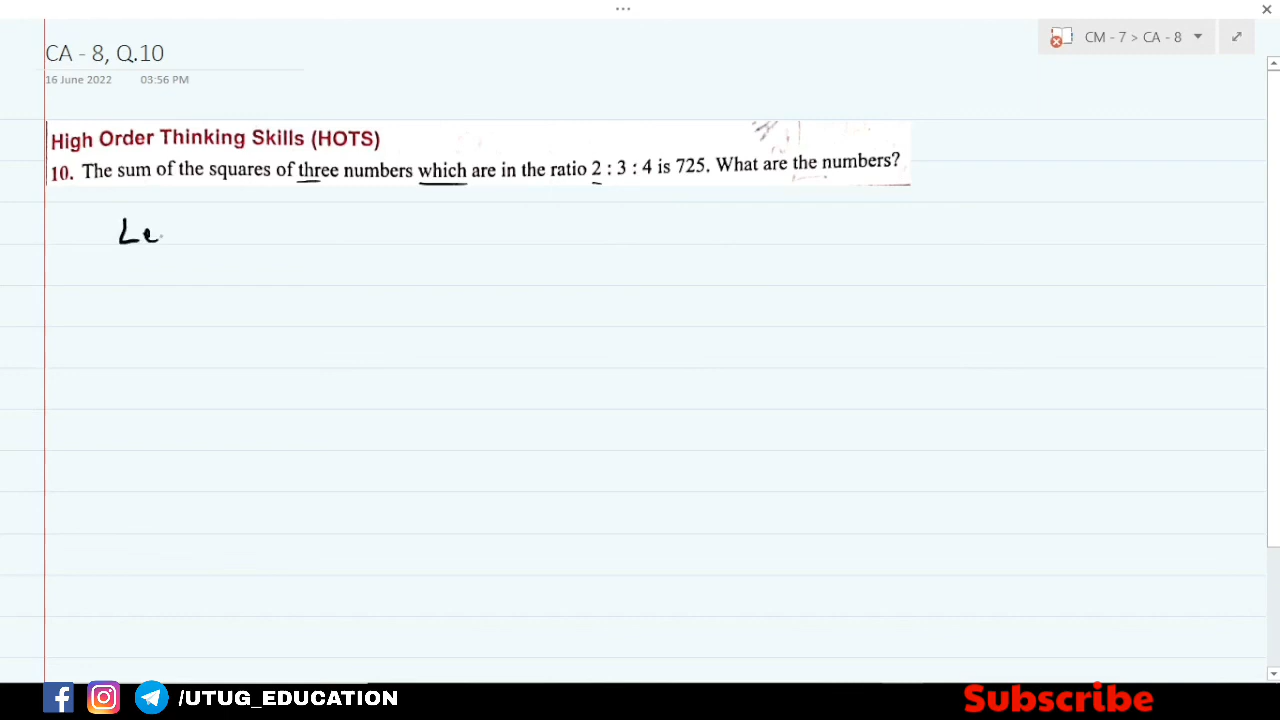 CA - 8, Q.10
CM - 7 > CA - 8
16 June 2022 03:56 PM
High Order Thinking Skills (HOTS)
10. The sum of the squares of three numbers which are in the ratio 2 : 3 : 4 is 725. What are the numbers?
Le
/UTUG_EDUCATION
Subscribe